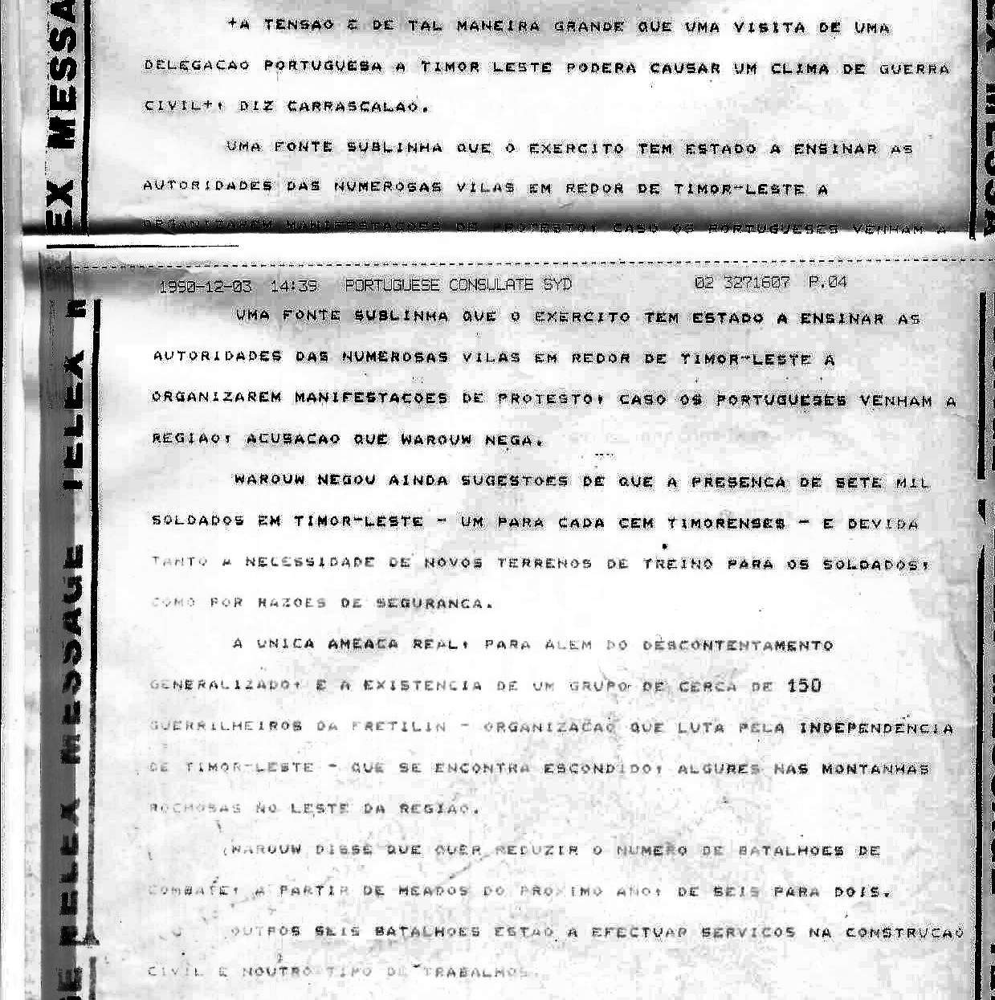 +A TENSAO E DE TAL MANEIRA GRANDE QUE UMA VISITA DE UMA
DELEGACAO PORTUGUESA A TIMOR LESTE PODERA CAUSAR UM CLIMA DE GUERRA
CIVIL+, DIZ CARRASCALAO.
UMA FONTE SUBLINHA QUE O EXERCITO TEM ESTADO A ENSINAR AS
AUTORIDADES DAS NUMEROSAS VILAS EM REDOR DE TIMOR-LESTE A
ORGANIZAREM MANIFESTACOES DE PROTESTO, CASO OS PORTUGUESES VENHAM A
1990-12-03 14:39 PORTUGUESE CONSULATE SYD 02 3271607 P.04
UMA FONTE SUBLINHA QUE O EXERCITO TEM ESTADO A ENSINAR AS
AUTORIDADES DAS NUMEROSAS VILAS EM REDOR DE TIMOR-LESTE A
ORGANIZAREM MANIFESTACOES DE PROTESTO, CASO OS PORTUGUESES VENHAM A
REGIAO, ACUSACAO QUE WAROUW NEGA.
WAROUW NEGOU AINDA SUGESTOES DE QUE A PRESENCA DE SETE MIL
SOLDADOS EM TIMOR-LESTE - UM PARA CADA CEM TIMORENSES - E DEVIDA
TANTO A NECESSIDADE DE NOVOS TERRENOS DE TREINO PARA OS SOLDADOS,
COMO POR RAZOES DE SEGURANCA.
A UNICA AMEACA REAL, PARA ALEM DO DESCONTENTAMENTO
GENERALIZADO, E A EXISTENCIA DE UM GRUPO DE CERCA DE 150
GUERRILHEIROS DA FRETILIN - ORGANIZACAO QUE LUTA PELA INDEPENDENCIA
DE TIMOR-LESTE - QUE SE ENCONTRA ESCONDIDO, ALGURES NAS MONTANHAS
ROCHOSAS NO LESTE DA REGIAO.
WAROUW DISSE QUE QUER REDUZIR O NUMERO DE BATALHOES DE
COMBATE, A PARTIR DE MEADOS DO PROXIMO ANO, DE SEIS PARA DOIS.
OUTROS SEIS BATALHOES ESTAO A EFECTUAR SERVICOS NA CONSTRUCAO
CIVIL E NOUTRO TIPO DE TRABALHOS.
EX MESSA
TELEX MESSAGE TELEX